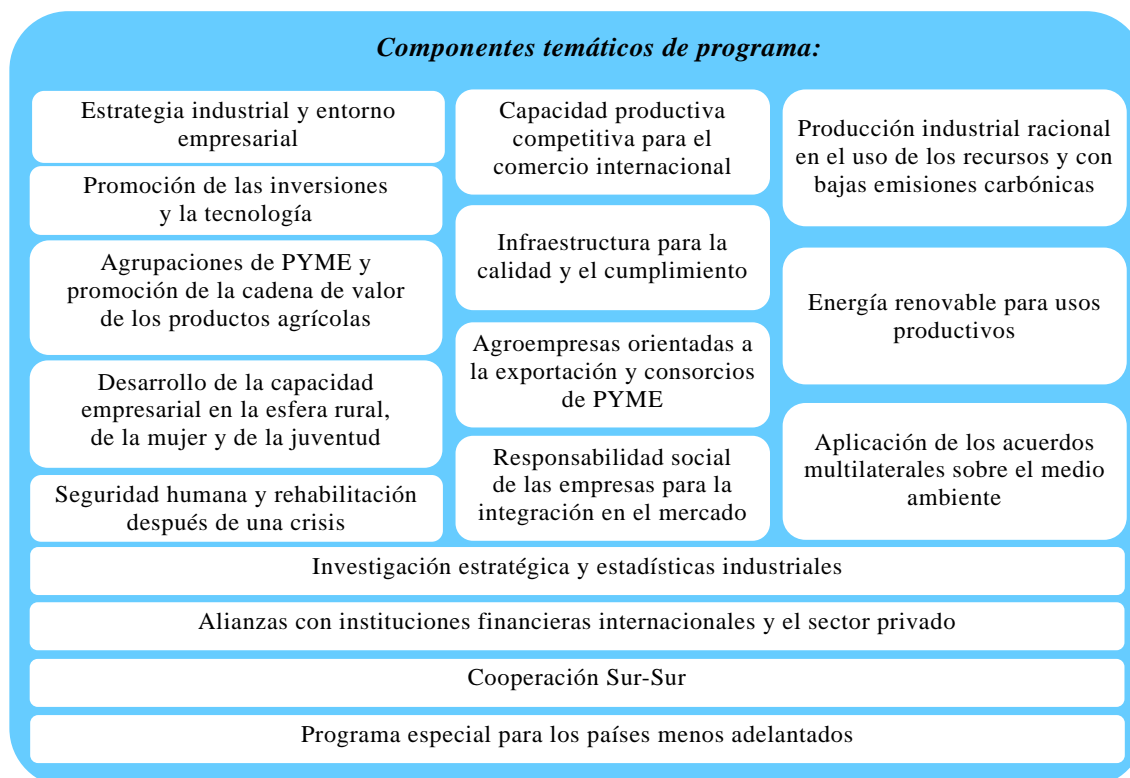 Componentes temáticos de programa:
Estrategia industrial y entorno
empresarial
Promoción de las inversiones
y la tecnología
Agrupaciones de PYME y
promoción de la cadena de valor
de los productos agrícolas
Desarrollo de la capacidad
empresarial en la esfera rural,
de la mujer y de la juventud
Seguridad humana y rehabilitación
después de una crisis
Capacidad productiva
competitiva para el
comercio internacional
Infraestructura para la
calidad y el cumplimiento
Agroempresas orientadas a
la exportación y consorcios
de PYME
Responsabilidad social
de las empresas para la
integración en el mercado
Producción industrial racional
en el uso de los recursos y con
bajas emisiones carbónicas
Energía renovable para usos
productivos
Aplicación de los acuerdos
multilaterales sobre el medio
ambiente
Investigación estratégica y estadísticas industriales
Alianzas con instituciones financieras internacionales y el sector privado
Cooperación Sur-Sur
Programa especial para los países menos adelantados